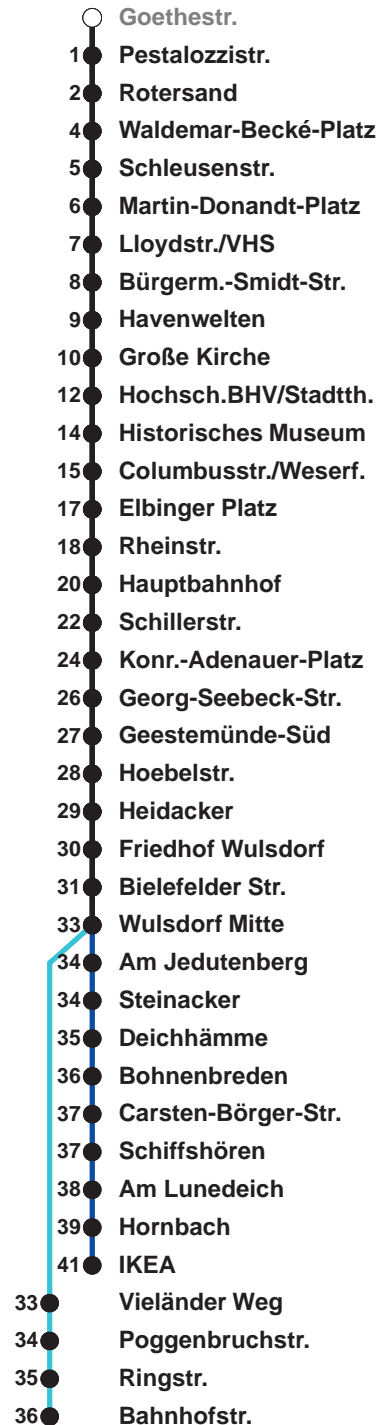 Goethestr.
1 Pestalozzistr.
2 Rotersand
4 Waldemar-Becké-Platz
5 Schleusenstr.
6 Martin-Donandt-Platz
7 Lloydstr./VHS
8 Bürgerm.-Smidt-Str.
9 Havenwelten
10 Große Kirche
12 Hochsch.BHV/Stadtth.
14 Historisches Museum
15 Columbusstr./Weserf.
17 Elbinger Platz
18 Rheinstr.
20 Hauptbahnhof
22 Schillerstr.
24 Konr.-Adenauer-Platz
26 Georg-Seebeck-Str.
27 Geestemünde-Süd
28 Hoebelstr.
29 Heidacker
30 Friedhof Wulsdorf
31 Bielefelder Str.
33 Wulsdorf Mitte
34 Am Jedutenberg
34 Steinacker
35 Deichhämme
36 Bohnenbreden
37 Carsten-Börger-Str.
37 Schiffshören
38 Am Lunedeich
39 Hornbach
41 IKEA
33 Vieländer Weg
34 Poggenbruchstr.
35 Ringstr.
36 Bahnhofstr.